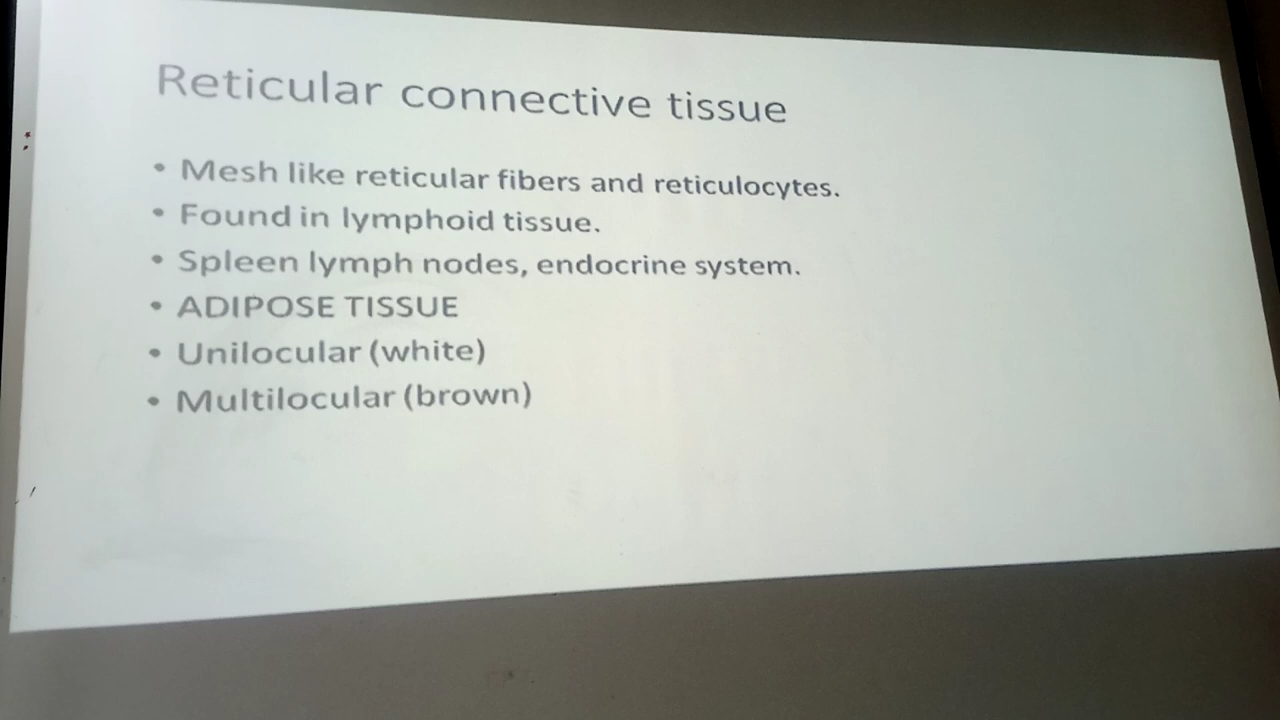 Reticular connective tissue
• Mesh like reticular fibers and reticulocytes.
• Found in lymphoid tissue.
• Spleen lymph nodes, endocrine system.
• ADIPOSE TISSUE
• Unilocular (white)
• Multilocular (brown)